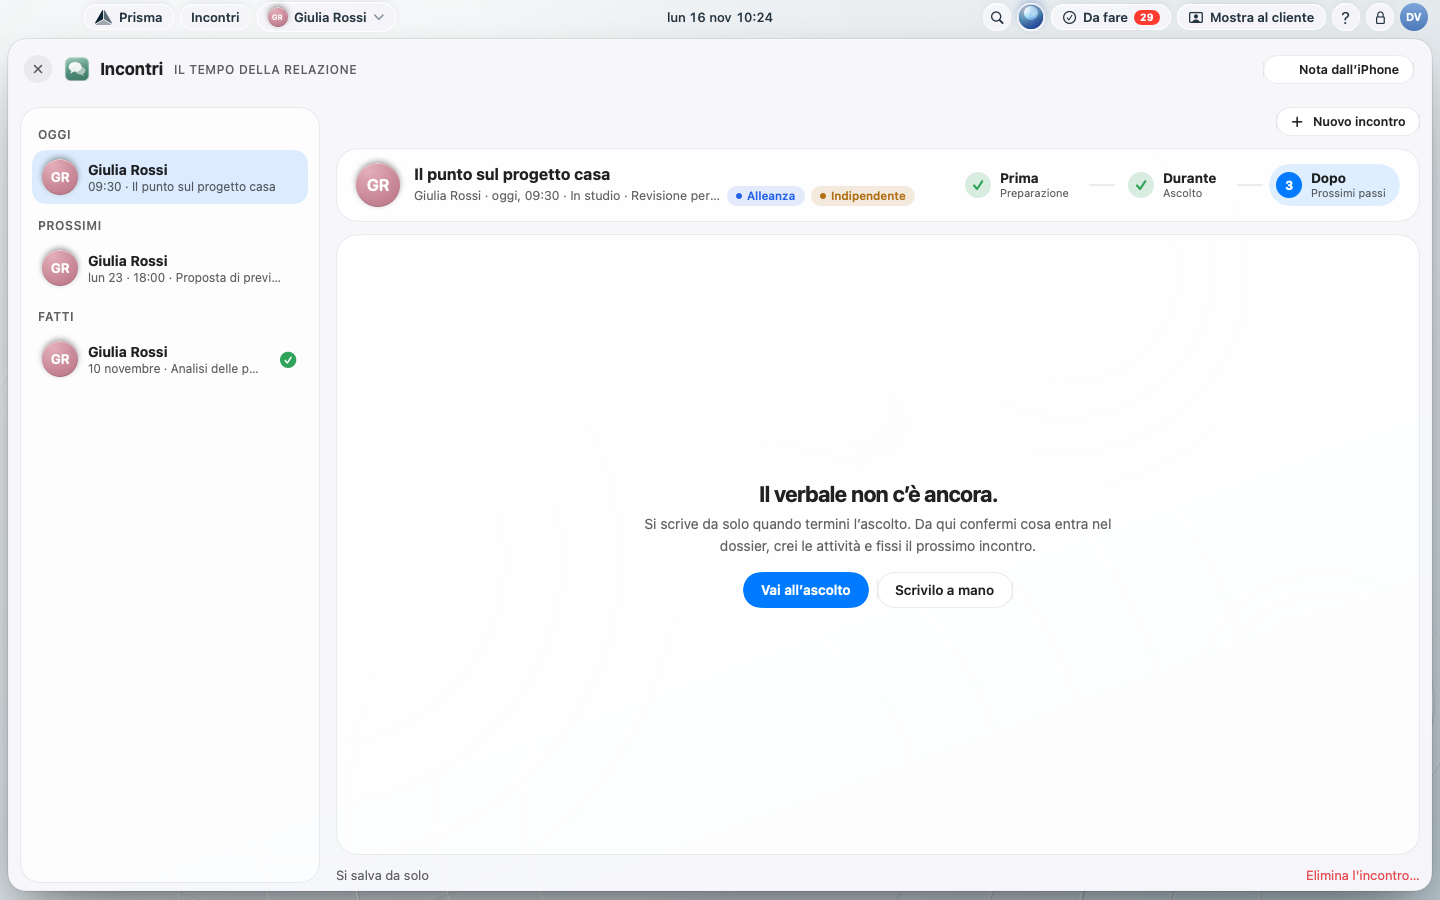 Prisma
Incontri
GR Giulia Rossi
lun 16 nov 10:24
Da fare 29
Mostra al cliente
?
DV
Incontri IL TEMPO DELLA RELAZIONE
Nota dall’iPhone
Nuovo incontro
OGGI
GR
Giulia Rossi
09:30 · Il punto sul progetto casa
PROSSIMI
GR
Giulia Rossi
lun 23 · 18:00 · Proposta di previ...
FATTI
GR
Giulia Rossi
10 novembre · Analisi delle p...
GR
Il punto sul progetto casa
Giulia Rossi · oggi, 09:30 · In studio · Revisione per...
Alleanza
Indipendente
Prima
Preparazione
Durante
Ascolto
3
Dopo
Prossimi passi
Il verbale non c’è ancora.
Si scrive da solo quando termini l’ascolto. Da qui confermi cosa entra nel
dossier, crei le attività e fissi il prossimo incontro.
Vai all’ascolto
Scrivilo a mano
Si salva da solo
Elimina l'incontro...